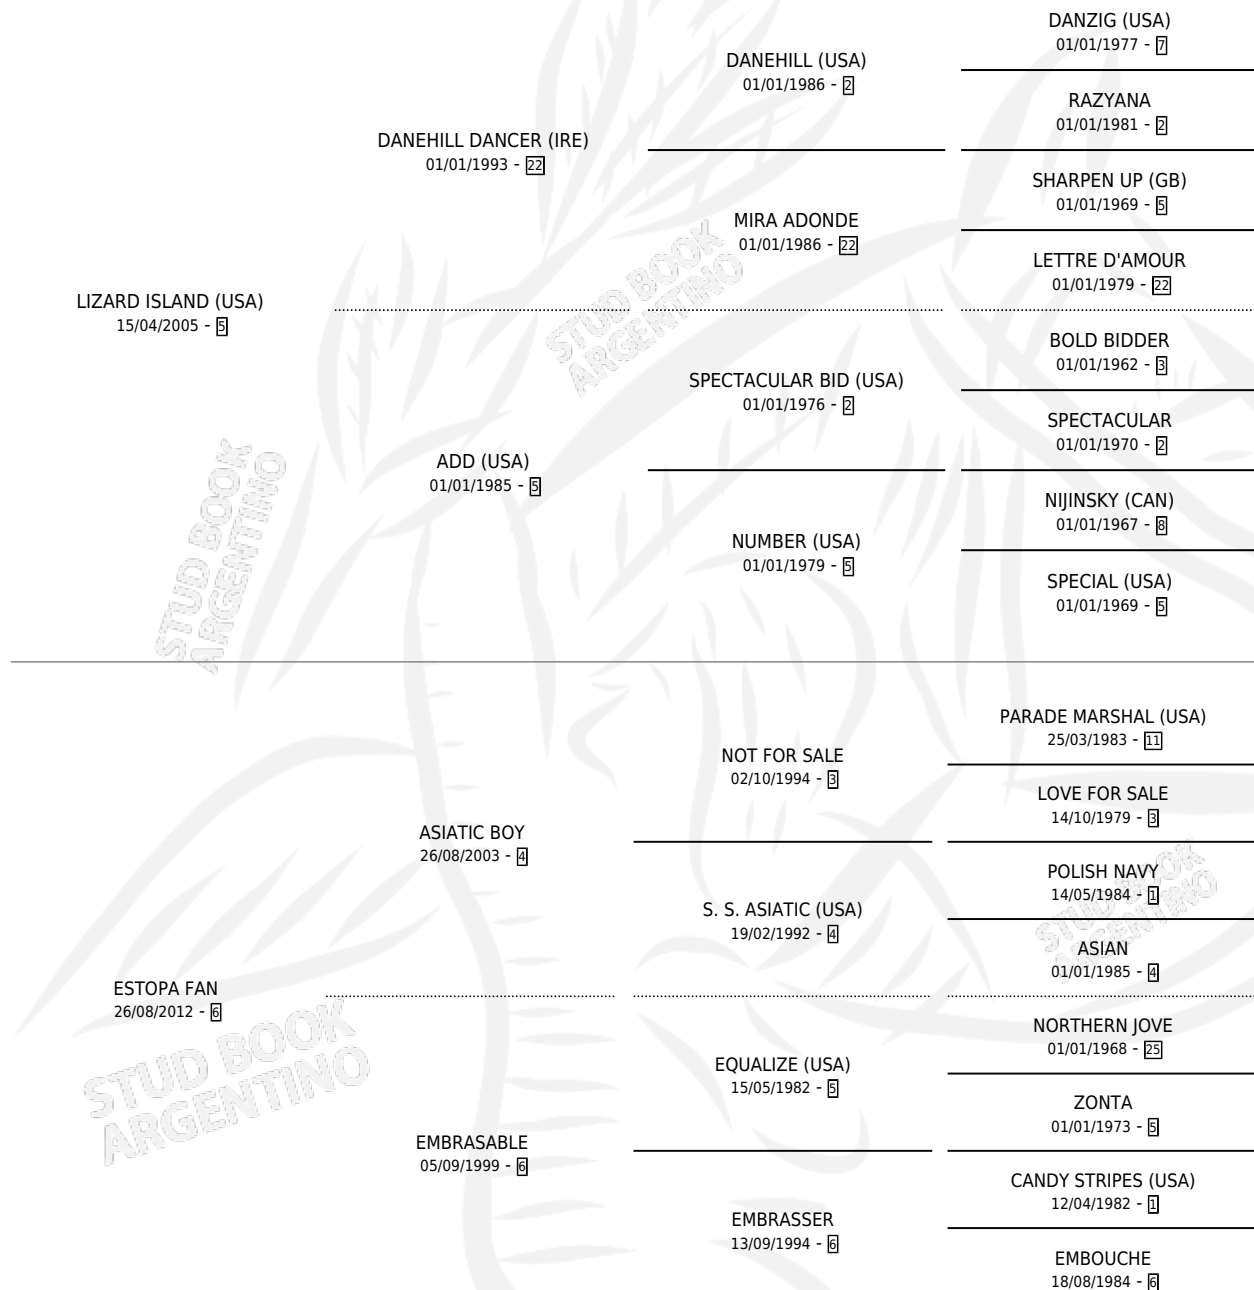 DANZIG (USA)
01/01/1977 - 7
DANEHILL (USA)
01/01/1986 - 2
RAZYANA
01/01/1981 - 2
DANEHILL DANCER (IRE)
01/01/1993 - 22
SHARPEN UP (GB)
01/01/1969 - 5
MIRA ADONDE
01/01/1986 - 22
LETTRE D'AMOUR
01/01/1979 - 22
LIZARD ISLAND (USA)
15/04/2005 - 5
STUD BOOK
ARGENTINO
BOLD BIDDER
01/01/1962 - 3
SPECTACULAR BID (USA)
01/01/1976 - 2
SPECTACULAR
01/01/1970 - 2
ADD (USA)
01/01/1985 - 5
NIJINSKY (CAN)
01/01/1967 - 8
NUMBER (USA)
01/01/1979 - 5
SPECIAL (USA)
01/01/1969 - 5
STUD BOOK
ARGENTINO
PARADE MARSHAL (USA)
25/03/1983 - 11
NOT FOR SALE
02/10/1994 - 3
LOVE FOR SALE
14/10/1979 - 3
ASIATIC BOY
26/08/2003 - 4
POLISH NAVY
14/05/1984 - 1
S. S. ASIATIC (USA)
19/02/1992 - 4
STUD BOOK
ARGENTINO
ASIAN
01/01/1985 - 4
ESTOPA FAN
26/08/2012 - 6
NORTHERN JOVE
01/01/1968 - 25
EQUALIZE (USA)
15/05/1982 - 5
STUD BOOK
ARGENTINO
ZONTA
01/01/1973 - 5
EMBRASABLE
05/09/1999 - 6
CANDY STRIPES (USA)
12/04/1982 - 1
EMBRASSER
13/09/1994 - 6
EMBOUCHE
18/08/1984 - 6